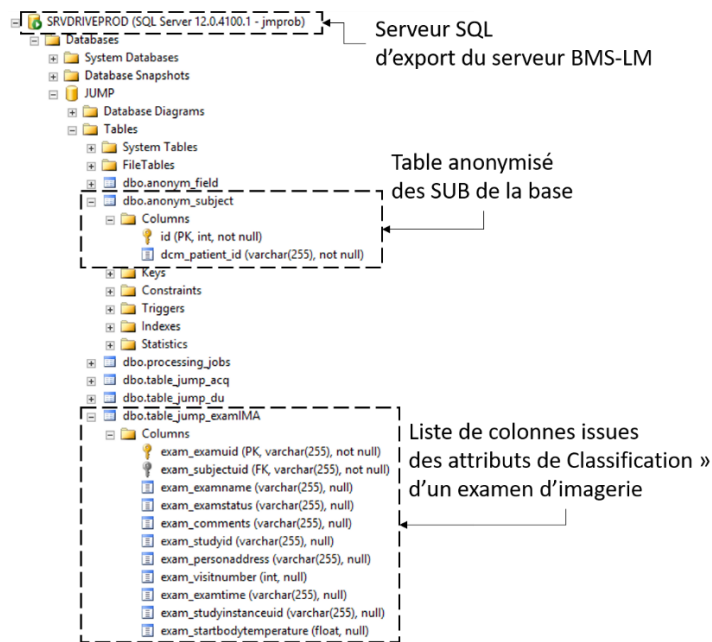 SRVDRIVEPROD (SQL Server 12.0.4100.1 - jmprob)
Serveur SQL
d'export du serveur BMS-LM
Databases
System Databases
Database Snapshots
JUMP
Database Diagrams
Tables
System Tables
FileTables
dbo.anonym_field
Table anonymisé
des SUB de la base
dbo.anonym_subject
Columns
id (PK, int, not null)
dcm_patient_id (varchar(255), not null)
Keys
Constraints
Triggers
Indexes
Statistics
dbo.processing_jobs
dbo.table_jump_acq
dbo.table_jump_du
dbo.table_jump_examIMA
Columns
exam_examuid (PK, varchar(255), not null)
exam_subjectuid (FK, varchar(255), not null)
exam_examname (varchar(255), null)
exam_examstatus (varchar(255), null)
exam_comments (varchar(255), null)
exam_studyid (varchar(255), null)
exam_personaddress (varchar(255), null)
exam_visitnumber (int, null)
exam_examtime (varchar(255), null)
exam_studyinstanceuid (varchar(255), null)
exam_startbodytemperature (float, null)
Liste de colonnes issues
des attributs de Classification »
d'un examen d'imagerie